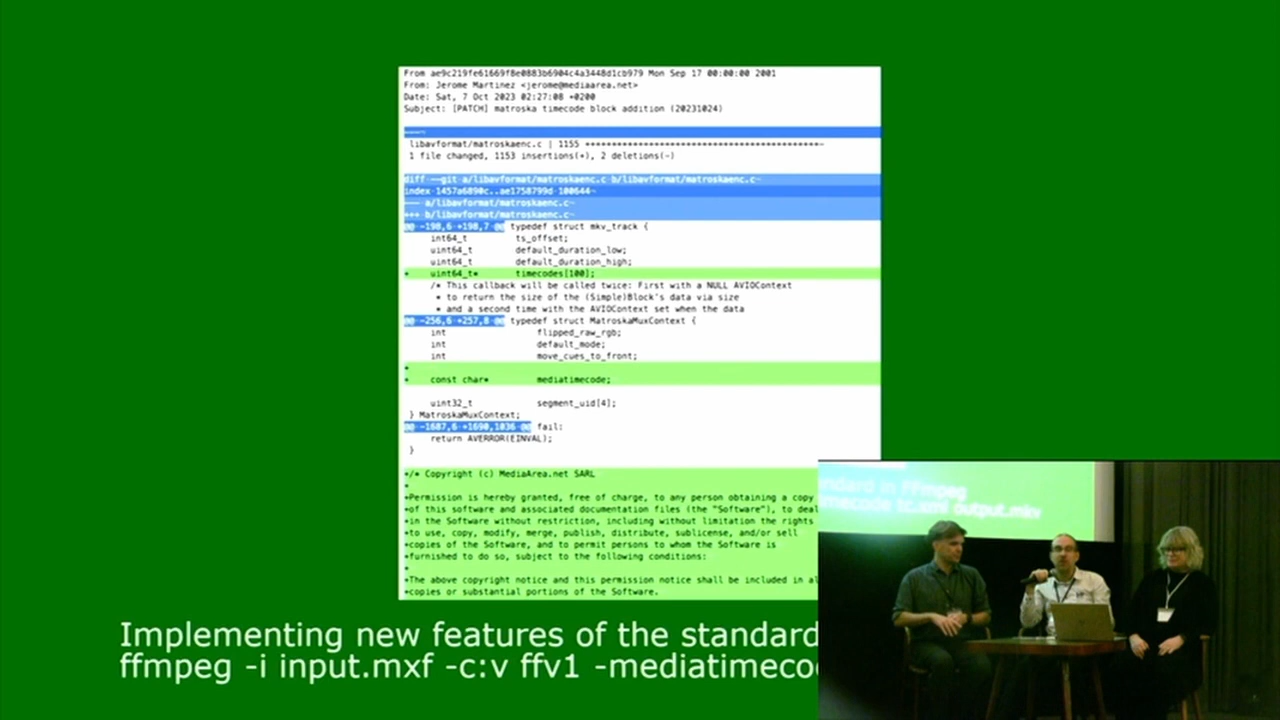 From ae9c219fe61669f8e0883b6904c4a3448d1cb979 Mon Sep 17 00:00:00 2001
From: Jerome Martinez <jerome@mediaarea.net>
Date: Sat, 7 Oct 2023 02:27:08 +0200
Subject: [PATCH] matroska timecode block addition (20231024)
---~
libavformat/matroskaenc.c | 1155 ++++++++++++++++++++++++++++++++++++++++++++-
1 file changed, 1153 insertions(+), 2 deletions(-)
diff --git a/libavformat/matroskaenc.c b/libavformat/matroskaenc.c~
index 1457a6890c..ae1758799d 100644~
--- a/libavformat/matroskaenc.c~
+++ b/libavformat/matroskaenc.c~
@@ -198,6 +198,7 @@ typedef struct mkv_track {
int64_t ts_offset;
uint64_t default_duration_low;
uint64_t default_duration_high;
+ uint64_t* timecodes[100];
/* This callback will be called twice: First with a NULL AVIOContext
* to return the size of the (Simple)Block's data via size
* and a second time with the AVIOContext set when the data
@@ -256,6 +257,8 @@ typedef struct MatroskaMuxContext {
int flipped_raw_rgb;
int default_mode;
int move_cues_to_front;
+
+ const char* mediatimecode;
uint32_t segment_uid[4];
} MatroskaMuxContext;
@@ -1687,6 +1690,1036 @@ fail:
return AVERROR(EINVAL);
}
+/* Copyright (c) MediaArea.net SARL
+
+Permission is hereby granted, free of charge, to any person obtaining a copy
+of this software and associated documentation files (the "Software"), to deal
+in the Software without restriction, including without limitation the rights
+to use, copy, modify, merge, publish, distribute, sublicense, and/or sell
+copies of the Software, and to permit persons to whom the Software is
+furnished to do so, subject to the following conditions:
+
+The above copyright notice and this permission notice shall be included in al
+copies or substantial portions of the Software.
Implementing new features of the standard
ffmpeg -i input.mxf -c:v ffv1 -mediatimeco
ndard in FFmpeg
mecode tc.xml output.mkv